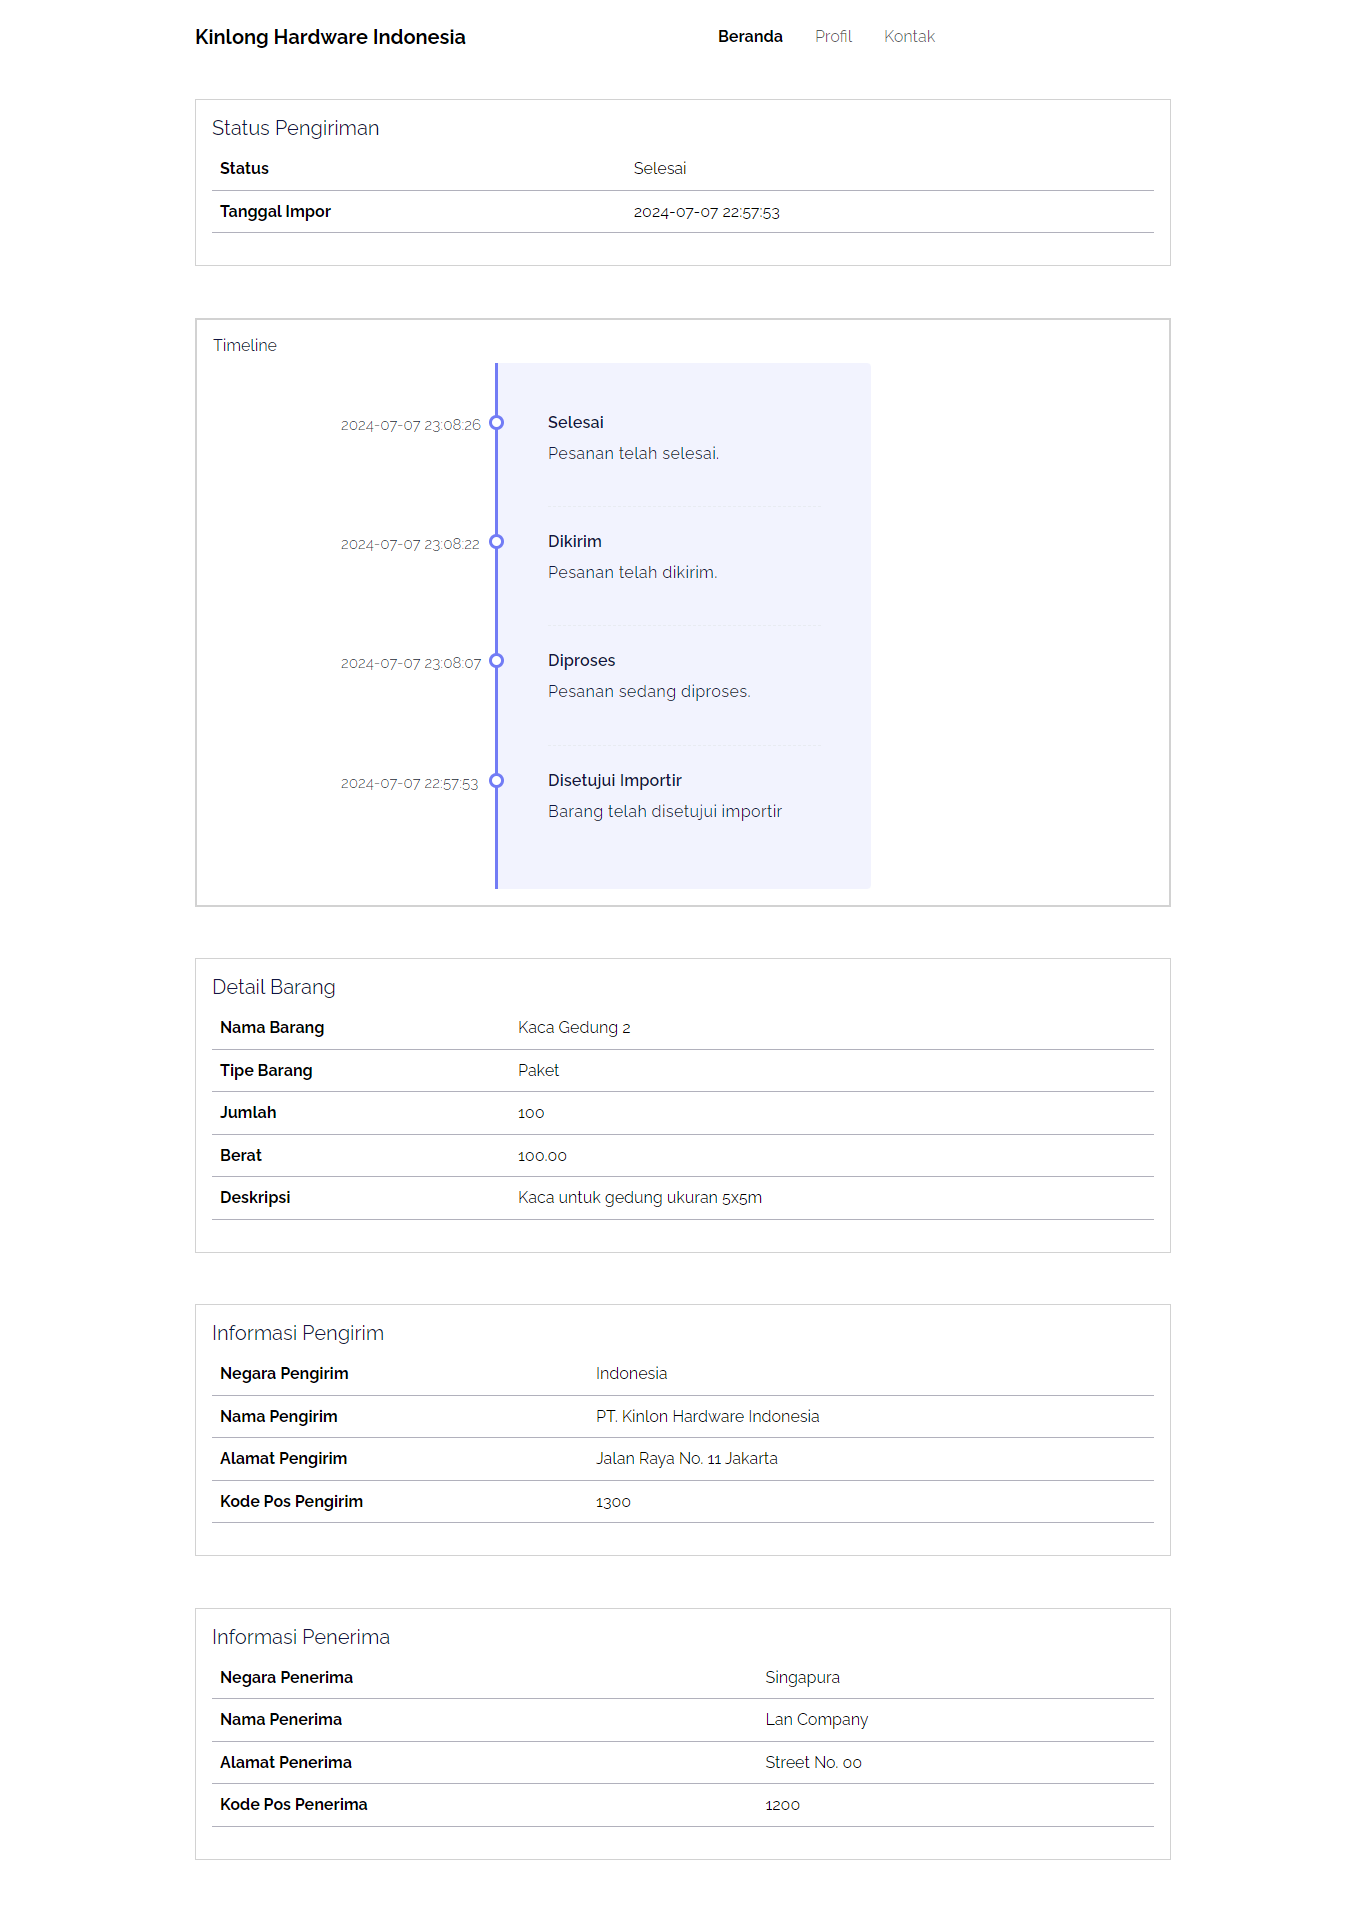 Kinlong Hardware Indonesia
Beranda Profil Kontak
Status Pengiriman
Status Selesai
Tanggal Impor 2024-07-07 22:57:53
Timeline
2024-07-07 23:08:26 Selesai
Pesanan telah selesai.
2024-07-07 23:08:22 Dikirim
Pesanan telah dikirim.
2024-07-07 23:08:07 Diproses
Pesanan sedang diproses.
2024-07-07 22:57:53 Disetujui Importir
Barang telah disetujui importir
Detail Barang
Nama Barang Kaca Gedung 2
Tipe Barang Paket
Jumlah 100
Berat 100.00
Deskripsi Kaca untuk gedung ukuran 5x5m
Informasi Pengirim
Negara Pengirim Indonesia
Nama Pengirim PT. Kinlon Hardware Indonesia
Alamat Pengirim Jalan Raya No. 11 Jakarta
Kode Pos Pengirim 1300
Informasi Penerima
Negara Penerima Singapura
Nama Penerima Lan Company
Alamat Penerima Street No. 00
Kode Pos Penerima 1200